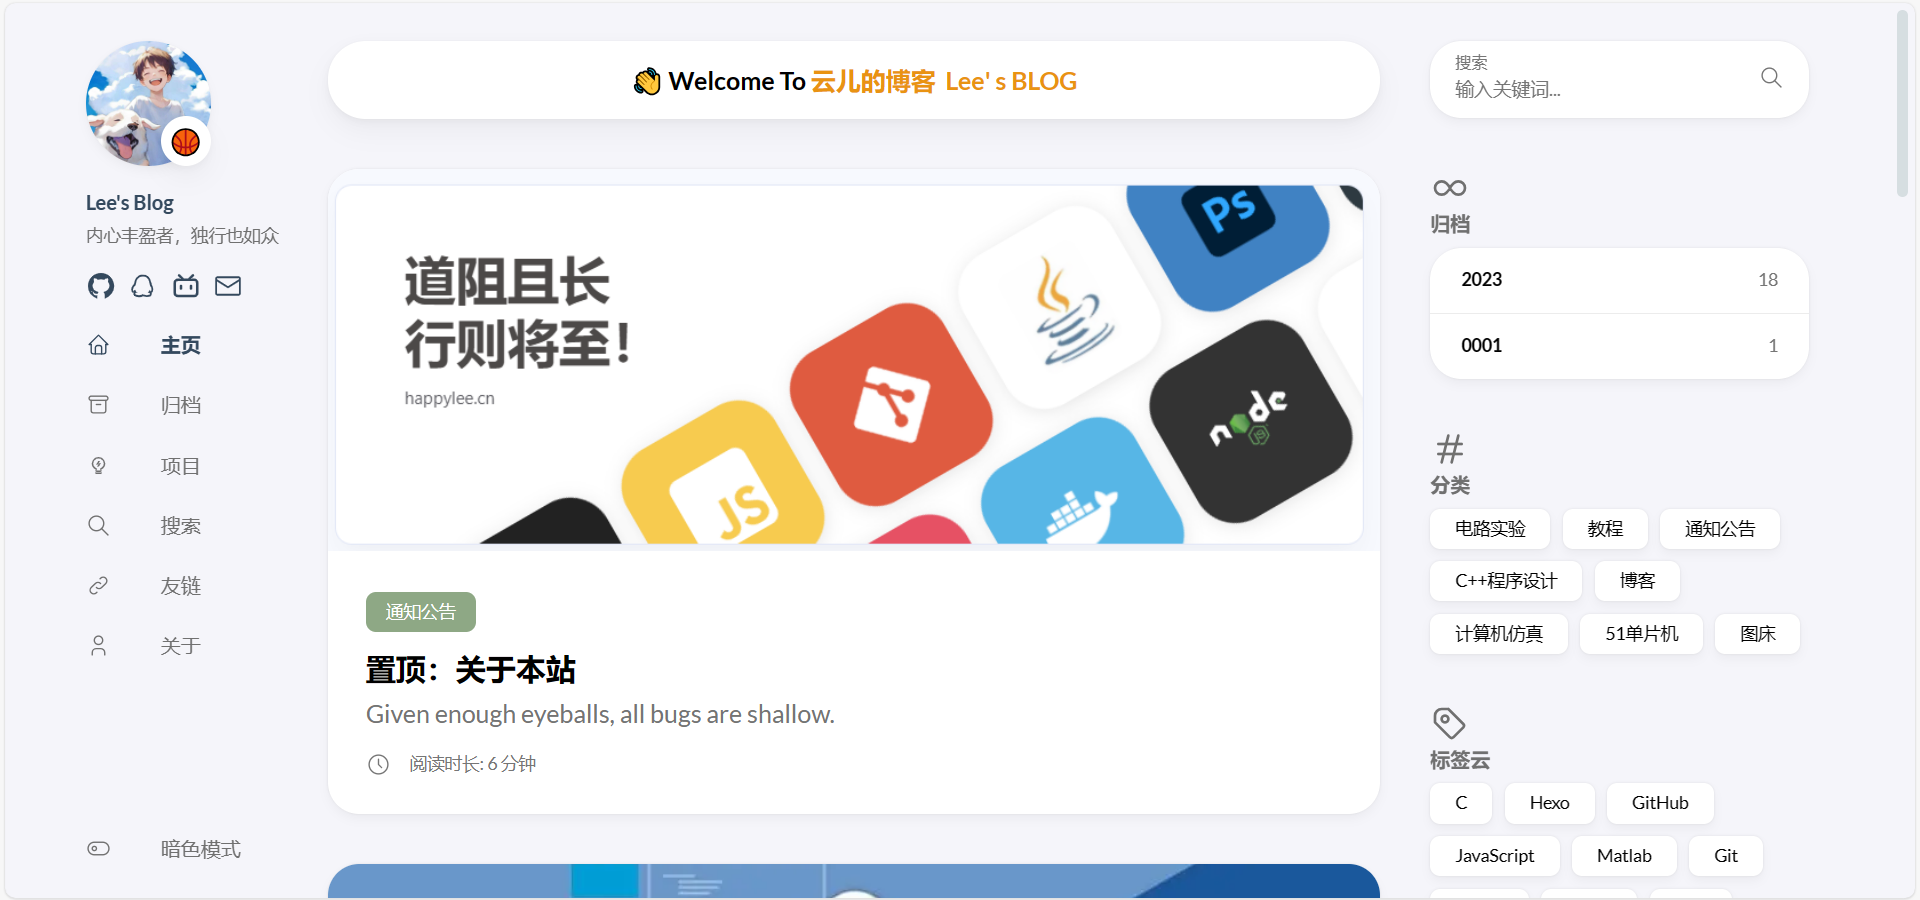 Lee's Blog
内心丰盈者，独行也如众
主页
归档
项目
搜索
友链
关于
暗色模式
👋 Welcome To 云儿的博客 Lee' s BLOG
道阻且长
行则将至！
happylee.cn
Ps
JS
node
JS
通知公告
置顶：关于本站
Given enough eyeballs, all bugs are shallow.
阅读时长: 6 分钟
搜索
输入关键词...
归档
2023 18
0001 1
分类
电路实验 教程 通知公告
C++程序设计 博客
计算机仿真 51单片机 图床
标签云
C Hexo GitHub
JavaScript Matlab Git